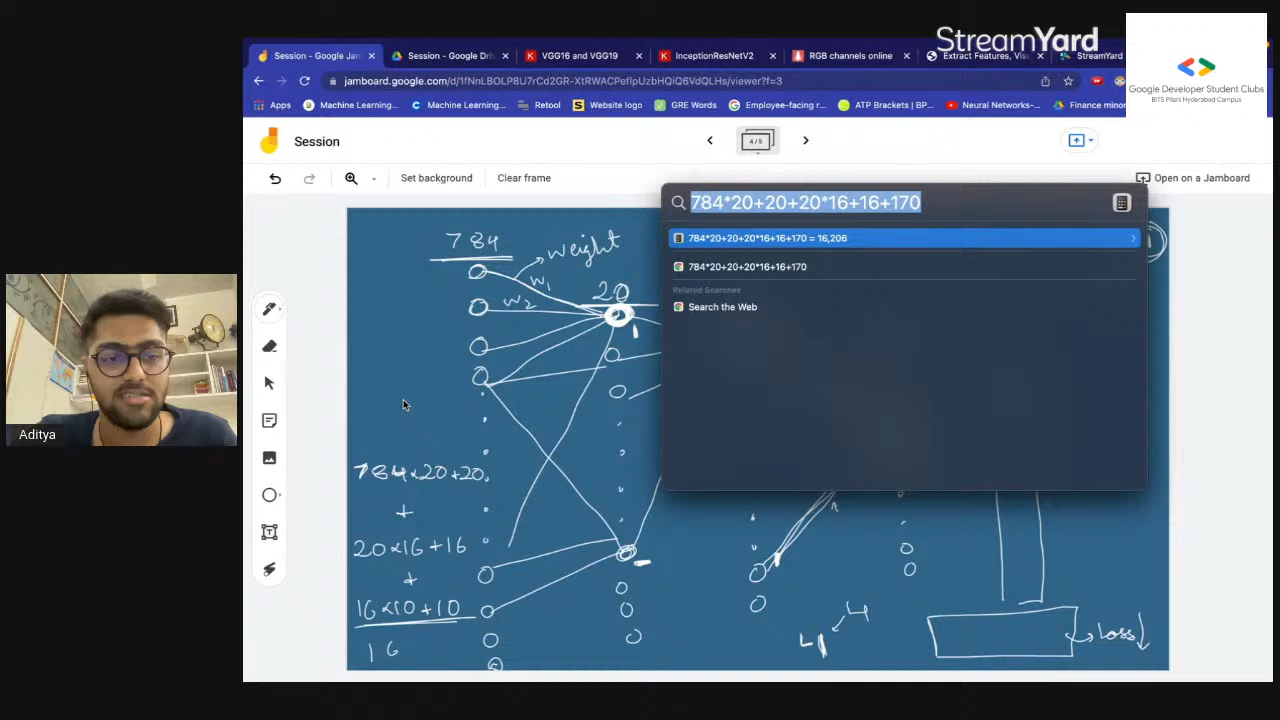 StreamYard
Google Developer Student Clubs
BITS Pilani Hyderabad Campus
Session - Google Jam
Session - Google Dri
VGG16 and VGG19
InceptionResNetV2
RGB channels online
Extract Features, Visu
StreamYard
jamboard.google.com/d/1fNnLBOLP8U7rCd2GR-XtRWACPefIpUzbHQiQ6VdQLHs/viewer?f=3
Apps
Machine Learning...
Machine Learning...
Retool
Website logo
GRE Words
Employee-facing r...
ATP Brackets | BP...
Neural Networks-...
Finance minor
Session
4/5
Set background
Clear frame
Open on a Jamboard
784*20+20+20*16+16+170
784*20+20+20*16+16+170 = 16,206
784*20+20+20*16+16+170
Related Searches
Search the Web
784
weight
W1
W2
20
1
784×20+20
+
20×16+16
+
16×10+10
16
Loss↓
Aditya